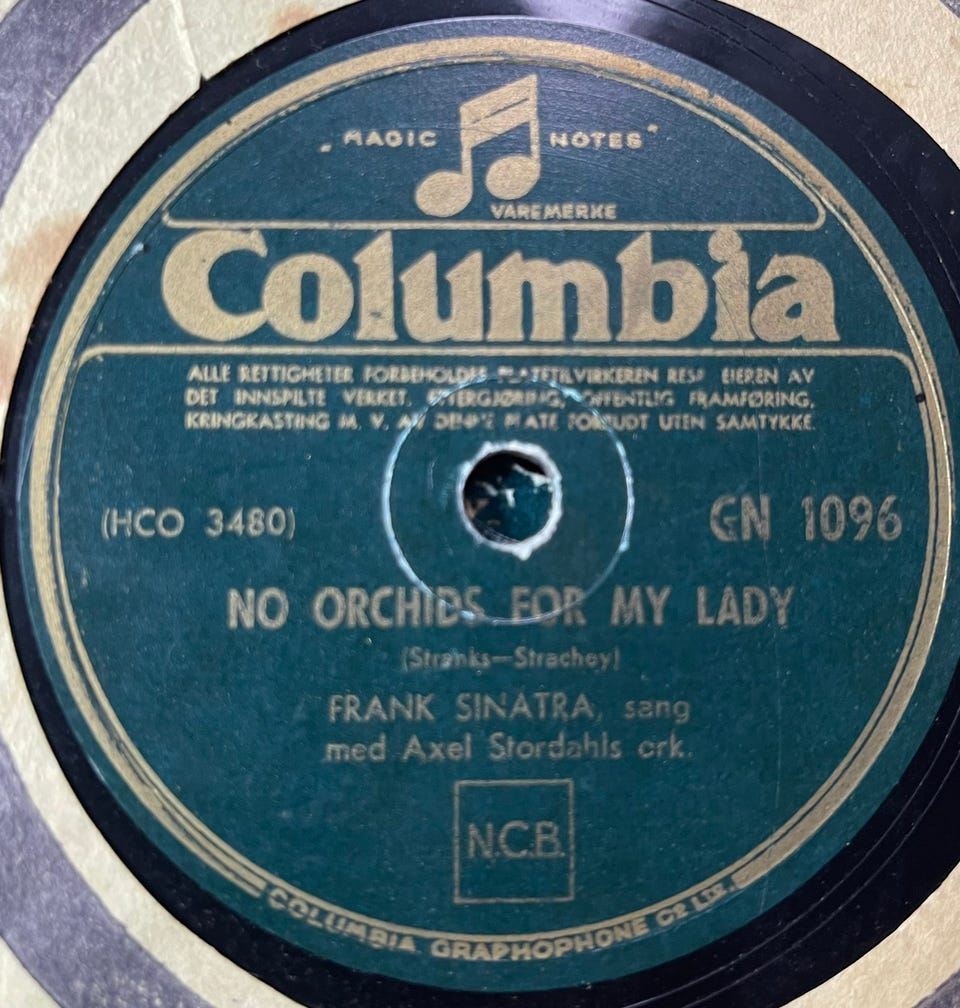 "MAGIC NOTES"
VAREMERKE
Columbia
ALLE RETTIGHETER FORBEHOLDES PLATETILVIRKEREN RESP EIEREN AV
DET INNSPILTE VERKET. EFTERGJØRING, OFFENTLIG FRAMFØRING,
KRINGKASTING M. V. AV DENNE PLATE FORBUDT UTEN SAMTYKKE.
(HCO 3480) GN 1096
NO ORCHIDS FOR MY LADY
(Stranks—Strachey)
FRANK SINATRA, sang
med Axel Stordahls ork.
N.C.B.
COLUMBIA GRAPHOPHONE Co LTD.